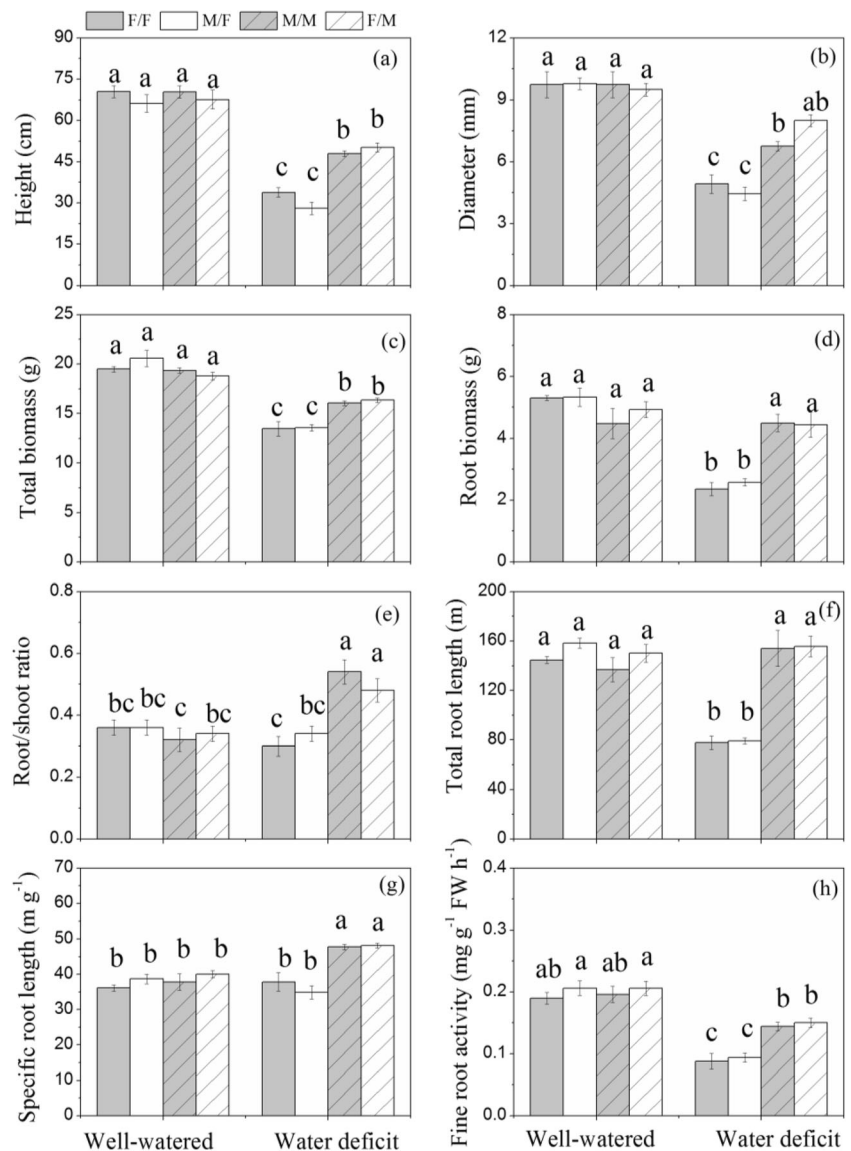 F/F M/F M/M F/M
(a)
Height (cm)
90
75
60
45
30
15
0
a a a a
c c b b
(b)
Diameter (mm)
12
9
6
3
0
a a a a
c c b ab
(c)
Total biomass (g)
25
20
15
10
5
0
a a a a
c c b b
(d)
Root biomass (g)
8
6
4
2
0
a a a a
b b a a
(e)
Root/shoot ratio
0.8
0.6
0.4
0.2
0.0
bc bc c bc
c bc a a
(f)
Total root length (m)
200
160
120
80
40
0
a a a a
b b a a
(g)
Specific root length (m g-1)
70
60
50
40
30
20
10
0
b b b b
b b a a
Well-watered Water deficit
(h)
Fine root activity (mg g-1 FW h-1)
0.4
0.3
0.2
0.1
0.0
ab a ab a
c c b b
Well-watered Water deficit